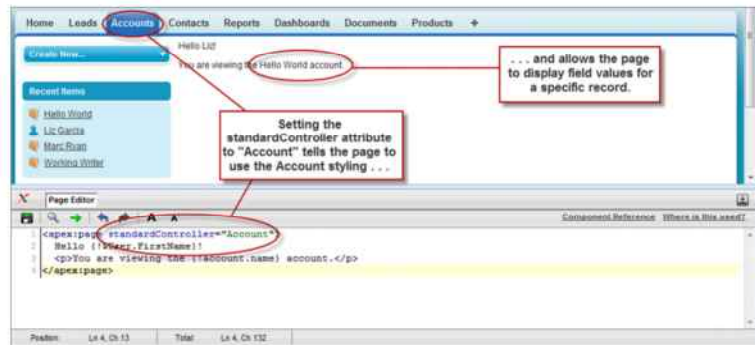 Home Leads Accounts Contacts Reports Dashboards Documents Products +
Create New...
Hello Liz!
You are viewing the Hello World account.
. . . and allows the page
to display field values for
a specific record.
Recent Items
Hello World
Liz Garcia
Marc Ryan
Working Writer
Setting the
standardController attribute
to "Account" tells the page to
use the Account styling . . .
X Page Editor
A A
Component Reference Where is this used?
1 <apex:page standardController="Account">
2 Hello {!$User.FirstName}!
3 <p>You are viewing the {!account.name} account.</p>
4 </apex:page>
Position: Ln 4, Ch 13 Total: Ln 4, Ch 132